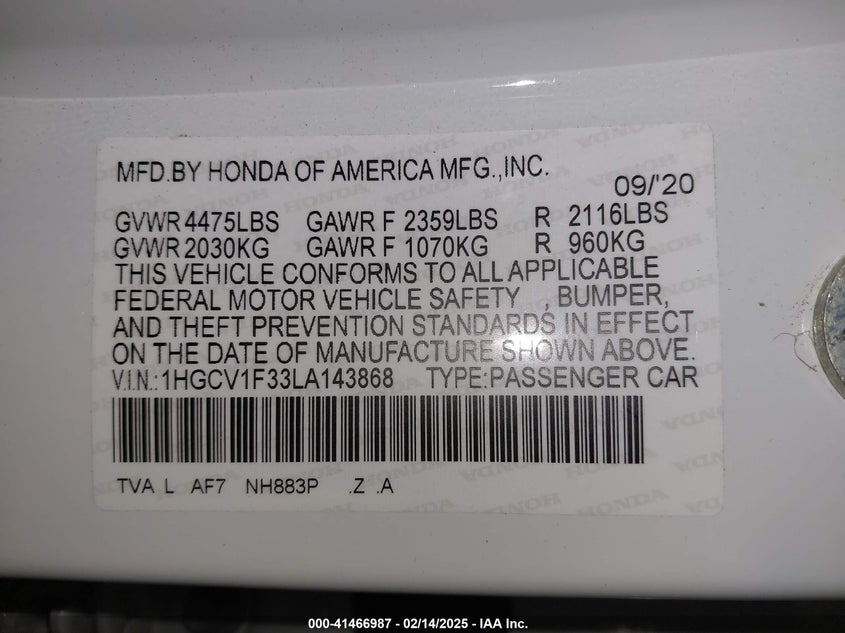 MFD.BY HONDA OF AMERICA MFG.,INC.
09/'20
GVWR 4475LBS GAWR F 2359LBS R 2116LBS
GVWR 2030KG GAWR F 1070KG R 960KG
THIS VEHICLE CONFORMS TO ALL APPLICABLE
FEDERAL MOTOR VEHICLE SAFETY , BUMPER,
AND THEFT PREVENTION STANDARDS IN EFFECT
ON THE DATE OF MANUFACTURE SHOWN ABOVE.
V.I.N.:1HGCV1F33LA143868 TYPE:PASSENGER CAR
TVA L AF7 NH883P .Z .A
000-41466987 - 02/14/2025 - IAA Inc.